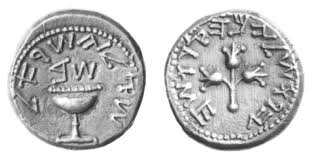 𐤔𐤒𐤋 𐤉𐤔𐤓𐤀𐤋
𐤔𐤁
𐤉𐤓𐤅𐤔𐤋𐤉𐤌 𐤄𐤒𐤃𐤅𐤔𐤄